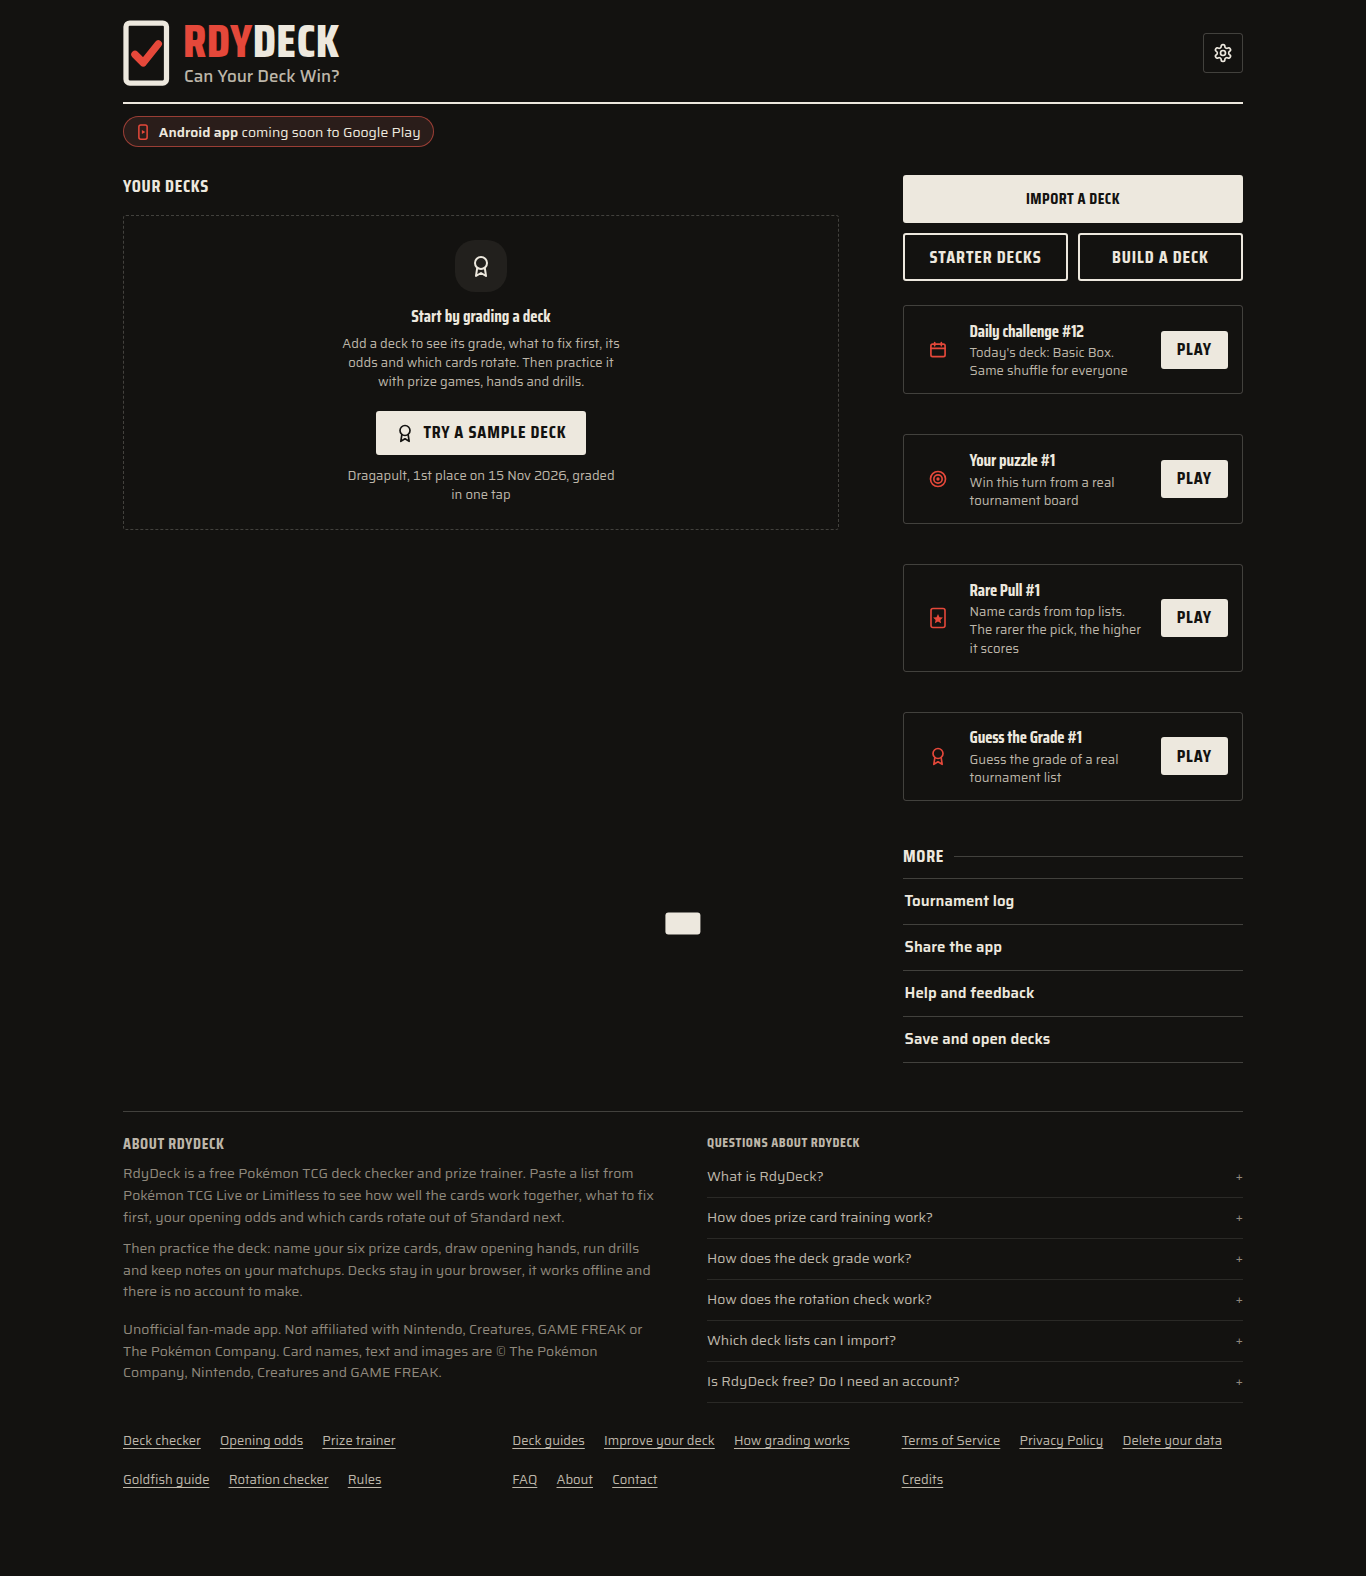 RDYDECK
Can Your Deck Win?
Android app coming soon to Google Play
YOUR DECKS
Start by grading a deck
Add a deck to see its grade, what to fix first, its
odds and which cards rotate. Then practice it
with prize games, hands and drills.
TRY A SAMPLE DECK
Dragapult, 1st place on 15 Nov 2026, graded
in one tap
IMPORT A DECK
STARTER DECKS
BUILD A DECK
Daily challenge #12
Today's deck: Basic Box.
Same shuffle for everyone
PLAY
Your puzzle #1
Win this turn from a real
tournament board
PLAY
Rare Pull #1
Name cards from top lists.
The rarer the pick, the higher
it scores
PLAY
Guess the Grade #1
Guess the grade of a real
tournament list
PLAY
MORE
Tournament log
Share the app
Help and feedback
Save and open decks
ABOUT RDYDECK
RdyDeck is a free Pokémon TCG deck checker and prize trainer. Paste a list from
Pokémon TCG Live or Limitless to see how well the cards work together, what to fix
first, your opening odds and which cards rotate out of Standard next.
Then practice the deck: name your six prize cards, draw opening hands, run drills
and keep notes on your matchups. Decks stay in your browser, it works offline and
there is no account to make.
Unofficial fan-made app. Not affiliated with Nintendo, Creatures, GAME FREAK or
The Pokémon Company. Card names, text and images are © The Pokémon
Company, Nintendo, Creatures and GAME FREAK.
QUESTIONS ABOUT RDYDECK
What is RdyDeck? +
How does prize card training work? +
How does the deck grade work? +
How does the rotation check work? +
Which deck lists can I import? +
Is RdyDeck free? Do I need an account? +
Deck checker Opening odds Prize trainer
Goldfish guide Rotation checker Rules
Deck guides Improve your deck How grading works
FAQ About Contact
Terms of Service Privacy Policy Delete your data
Credits